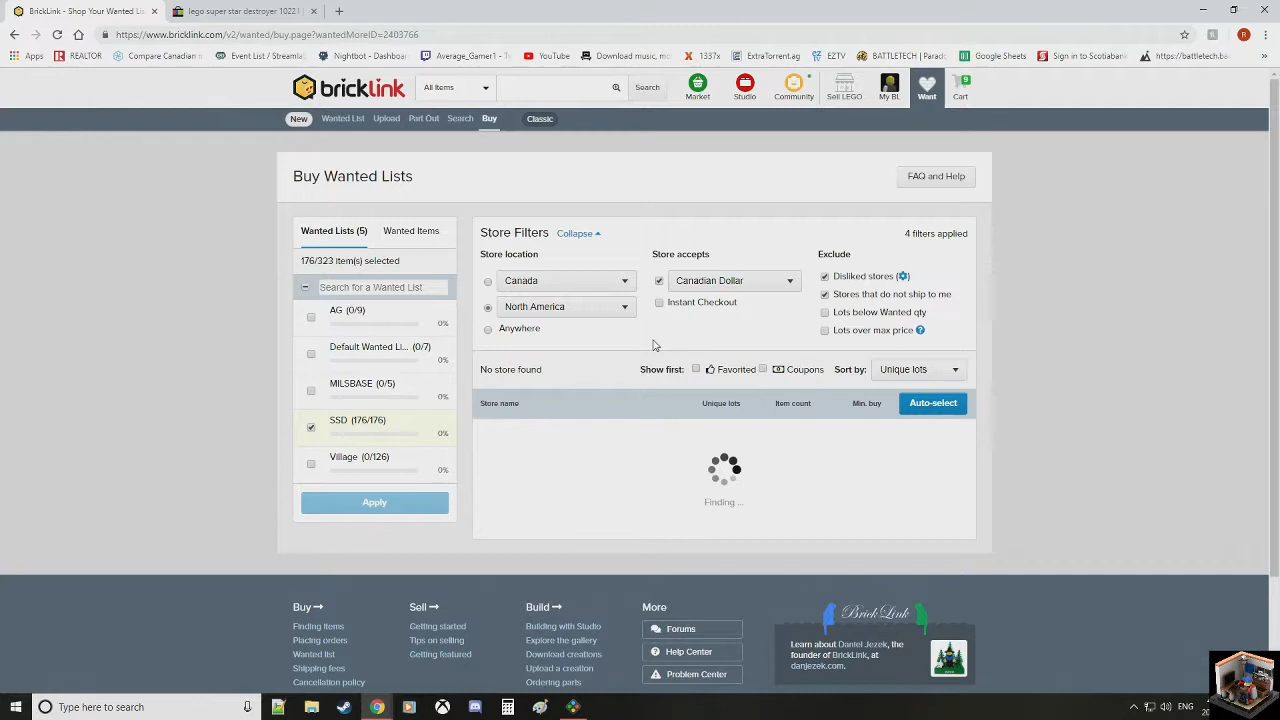 BrickLink - Shop Your Wanted Lis
lego super star destroyer 10221
https://www.bricklink.com/v2/wanted/buy.page?wantedMoreID=2403766
Apps
REALTOR
Compare Canadian
Event List | StreamLa
Nightbot - Dashboard
Average_Gamer1 - T
YouTube
Download music, mo
1337x
ExtraTorrent.ag
EZTV
BATTLETECH | Parado
Google Sheets
Sign in to Scotiabank
https://battletech.ga
bricklink
All Items
Search
Market
Studio
Community
Sell LEGO
My BL
Want
9
Cart
New
Wanted List
Upload
Part Out
Search
Buy
Classic
Buy Wanted Lists
FAQ and Help
Wanted Lists (5)
Wanted Items
176/323 Item(s) selected
Search for a Wanted List
AG (0/9)
0%
Default Wanted Li... (0/7)
0%
MILSBASE (0/5)
0%
SSD (176/176)
0%
Village (0/126)
0%
Apply
Store Filters
Collapse
4 filters applied
Store location
Store accepts
Exclude
Canada
Canadian Dollar
Disliked stores ( )
North America
Instant Checkout
Stores that do not ship to me
Anywhere
Lots below Wanted qty
Lots over max price
No store found
Show first:
Favorited
Coupons
Sort by:
Unique lots
Store name
Unique lots
Item count
Min. buy
Auto-select
Finding ...
Buy
Finding items
Placing orders
Wanted list
Shipping fees
Cancellation policy
Sell
Getting started
Tips on selling
Getting featured
Build
Building with Studio
Explore the gallery
Download creations
Upload a creation
Ordering parts
More
Forums
Help Center
Problem Center
BrickLink
Learn about Daniel Jezek, the
founder of BrickLink, at
danjezek.com.
Type here to search